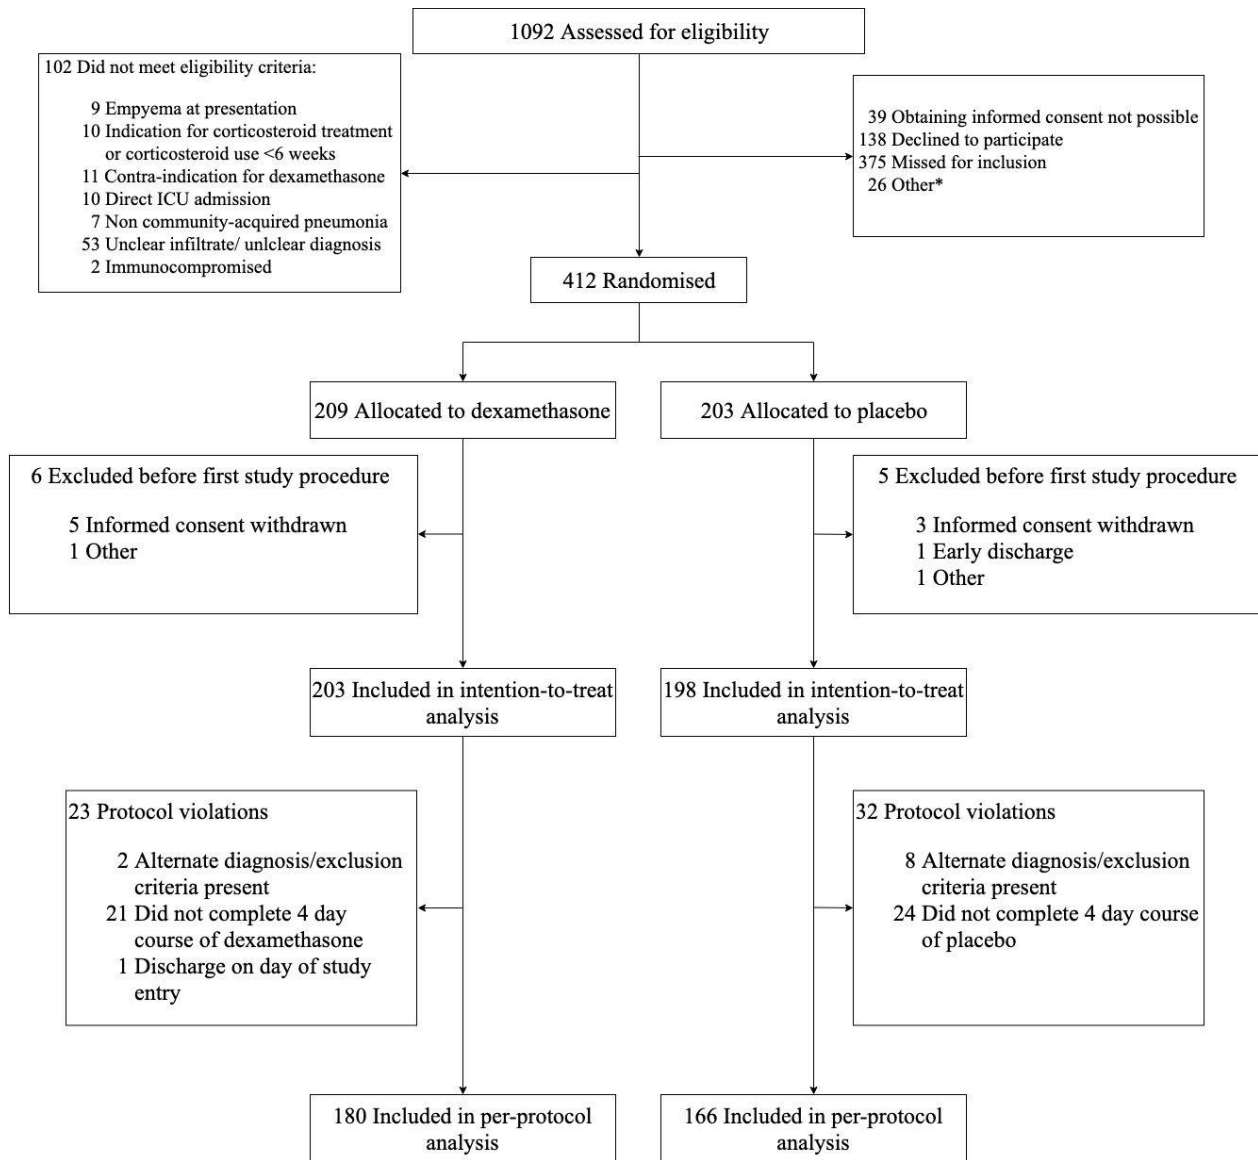 1092 Assessed for eligibility
102 Did not meet eligibility criteria:
9 Empyema at presentation
10 Indication for corticosteroid treatment
or corticosteroid use <6 weeks
11 Contra-indication for dexamethasone
10 Direct ICU admission
7 Non community-acquired pneumonia
53 Unclear infiltrate/ unlclear diagnosis
2 Immunocompromised
39 Obtaining informed consent not possible
138 Declined to participate
375 Missed for inclusion
26 Other*
412 Randomised
209 Allocated to dexamethasone
203 Allocated to placebo
6 Excluded before first study procedure
5 Informed consent withdrawn
1 Other
5 Excluded before first study procedure
3 Informed consent withdrawn
1 Early discharge
1 Other
203 Included in intention-to-treat
analysis
198 Included in intention-to-treat
analysis
23 Protocol violations
2 Alternate diagnosis/exclusion
criteria present
21 Did not complete 4 day
course of dexamethasone
1 Discharge on day of study
entry
32 Protocol violations
8 Alternate diagnosis/exclusion
criteria present
24 Did not complete 4 day course
of placebo
180 Included in per-protocol
analysis
166 Included in per-protocol
analysis